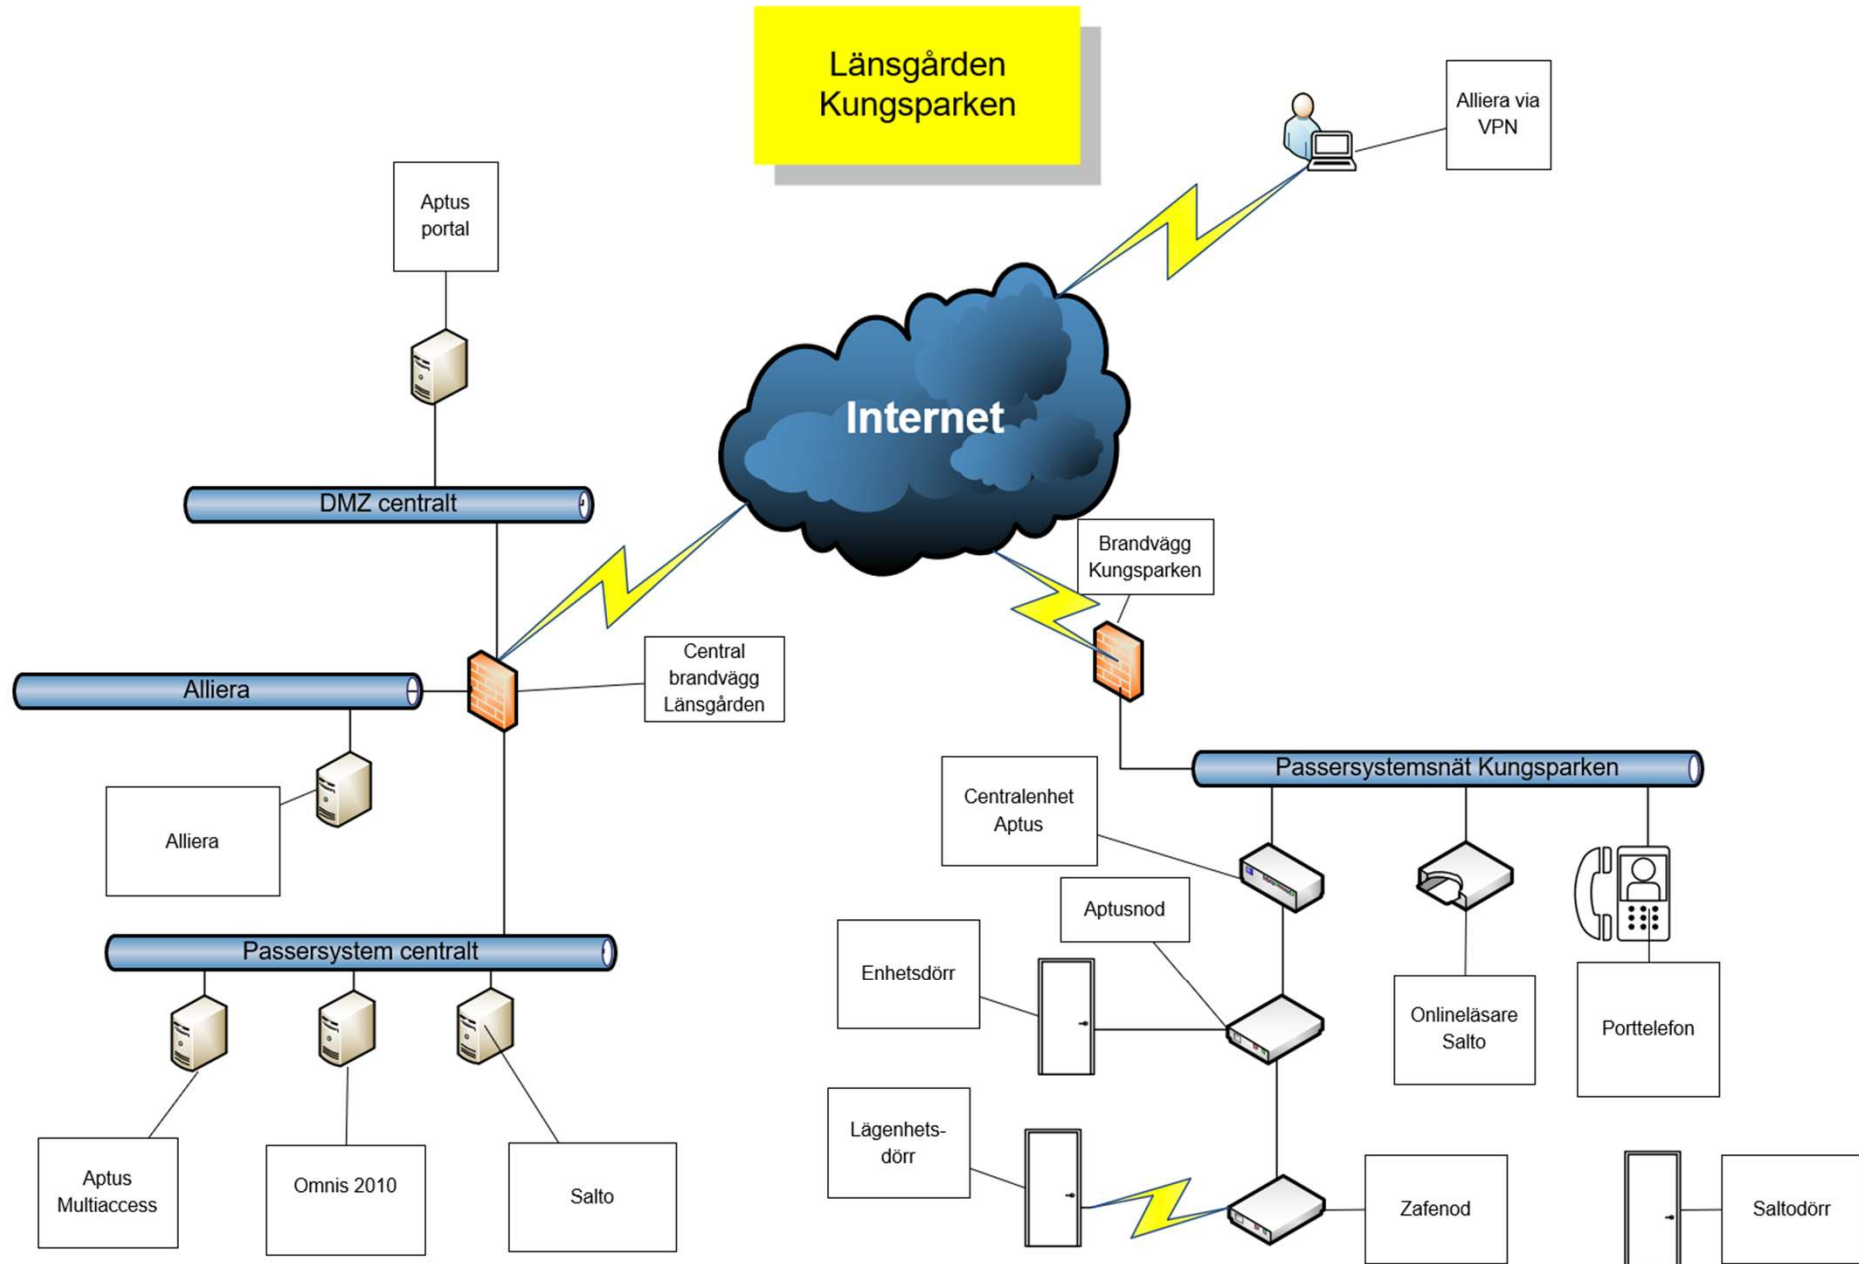 Länsgården
Kungsparken
Alliera via
VPN
Aptus
portal
Internet
DMZ centralt
Brandvägg
Kungsparken
Central
brandvägg
Länsgården
Alliera
Passersystemsnät Kungsparken
Centralenhet
Aptus
Alliera
Aptusnod
Passersystem centralt
Enhetsdörr
Onlineläsare
Salto
Porttelefon
Lägenhets-
dörr
Aptus
Multiaccess
Omnis 2010
Salto
Zafenod
Saltodörr